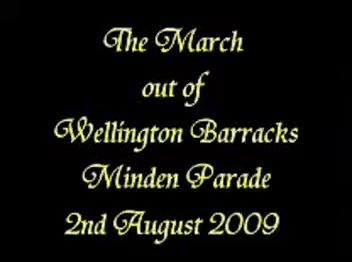 The March
out of
Wellington Barracks
Minden Parade
2nd August 2009